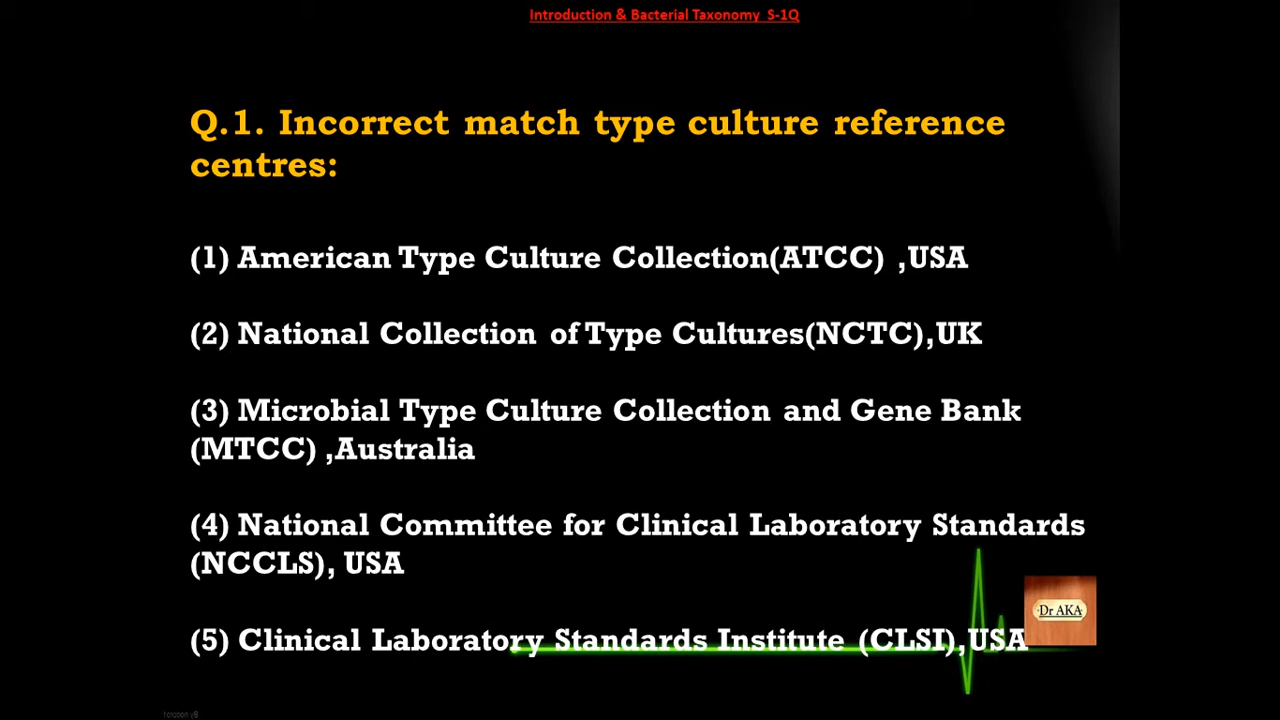 Introduction & Bacterial Taxonomy S-1Q
Q.1. Incorrect match type culture reference
centres:
(1) American Type Culture Collection(ATCC) ,USA
(2) National Collection of Type Cultures(NCTC),UK
(3) Microbial Type Culture Collection and Gene Bank
(MTCC) ,Australia
(4) National Committee for Clinical Laboratory Standards
(NCCLS), USA
Dr AKA
(5) Clinical Laboratory Standards Institute (CLSI),USA